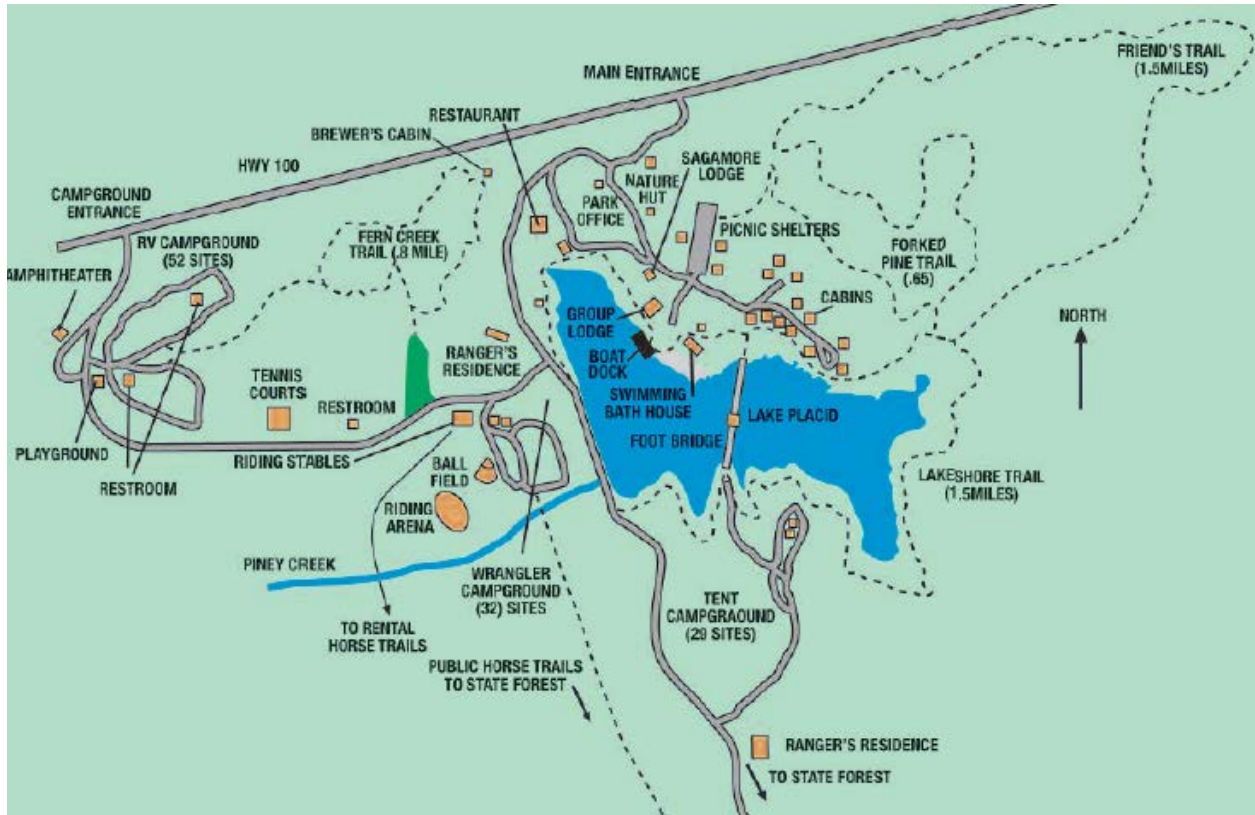 FRIEND'S TRAIL
(1.5MILES)
MAIN ENTRANCE
RESTAURANT
BREWER'S CABIN
HWY 100
SAGAMORE
LODGE
NATURE
HUT
PARK
OFFICE
CAMPGROUND
ENTRANCE
RV CAMPGROUND
(52 SITES)
FERN CREEK
TRAIL (.8 MILE)
PICNIC SHELTERS
FORKED
PINE TRAIL
(.65)
AMPHITHEATER
CABINS
GROUP
LODGE
NORTH
BOAT
DOCK
RANGER'S
RESIDENCE
TENNIS
COURTS
RESTROOM
SWIMMING
BATH HOUSE
LAKE PLACID
FOOT BRIDGE
PLAYGROUND
RIDING STABLES
RESTROOM
BALL
FIELD
LAKESHORE TRAIL
(1.5MILES)
RIDING
ARENA
PINEY CREEK
WRANGLER
CAMPGROUND
(32) SITES
TENT
CAMPGRAOUND
(29 SITES)
TO RENTAL
HORSE TRAILS
PUBLIC HORSE TRAILS
TO STATE FOREST
RANGER'S RESIDENCE
TO STATE FOREST